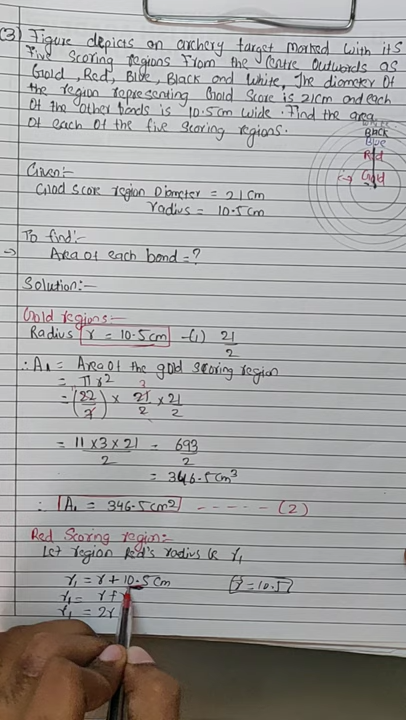 (3) Figure depicts an archery target marked with its
Five scoring regions From the Centre outwords as
Gold, Red, Blue, Black and White, The diameter Of
the region representing Gold Score is 21cm and each
Of the other bands is 10.5cm wide. Find the area
Of each Of the five scoring regions.
Black
Blue
Red
Gold
Given:-
Glod Score region Diameter = 21cm
radius = 10.5cm
To find:-
→ Area Of each bond = ?
Solution:-
Gold regions:-
Radius r = 10.5cm -(1) 21/2
∴ A₁ = Area Of the gold scoring region
= πr²
= (22/7) × 21/2 × 21/2 3
= 11×3×21/2 = 693/2
= 346.5cm³
∴ A₁ = 346.5cm² ------ (2)
Red Scoring region:-
Let region Red's radius is r₁
r₁ = r + 10.5cm r = 10.5
r₁ = r + r
r₁ = 2r